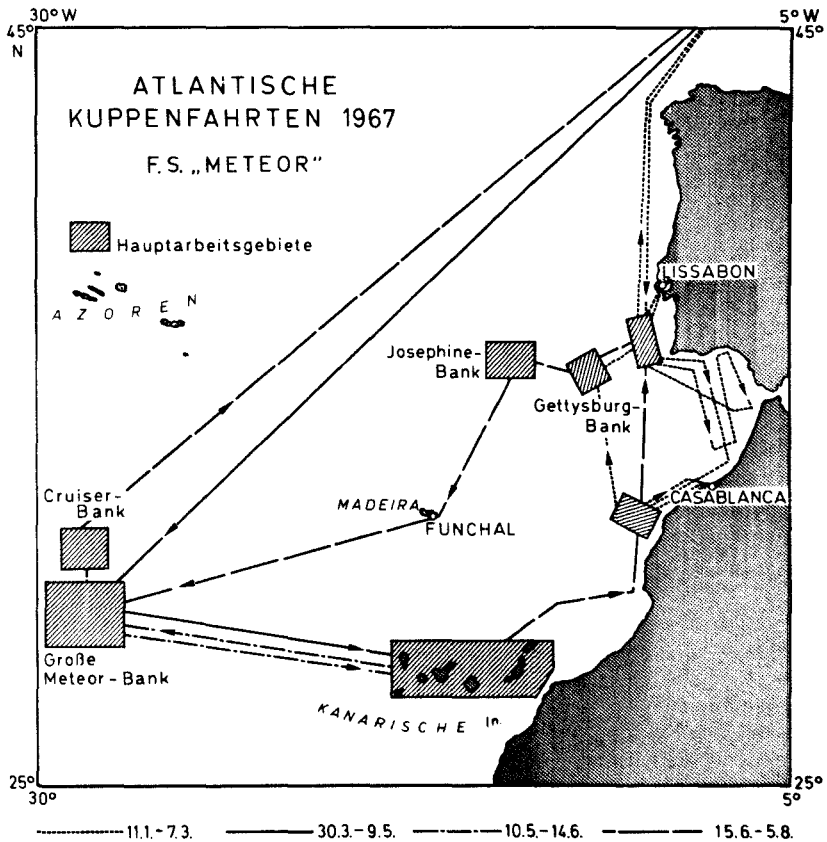 30° W
5° W
45°
N
45°
ATLANTISCHE
KUPPENFAHRTEN 1967
F.S. „METEOR"
Hauptarbeitsgebiete
AZOREN
LISSABON
Josephine-
Bank
Gettysburg-
Bank
Cruiser-
Bank
MADEIRA
FUNCHAL
CASABLANCA
Große
Meteor-Bank
KANARISCHE In.
25°
25°
30°
5°
11.1.-7.3. 30.3.-9.5. 10.5.-14.6. 15.6.-5.8.